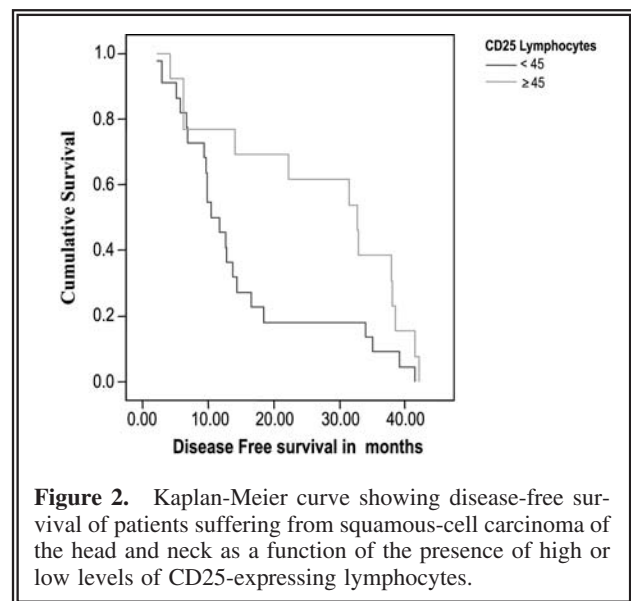 CD25 Lymphocytes
< 45
≥ 45
1.0
0.8
0.6
0.4
0.2
0.0
Cumulative Survival
0.00 10.00 20.00 30.00 40.00
Disease Free survival in months
Figure 2. Kaplan-Meier curve showing disease-free sur-
vival of patients suffering from squamous-cell carcinoma of
the head and neck as a function of the presence of high or
low levels of CD25-expressing lymphocytes.